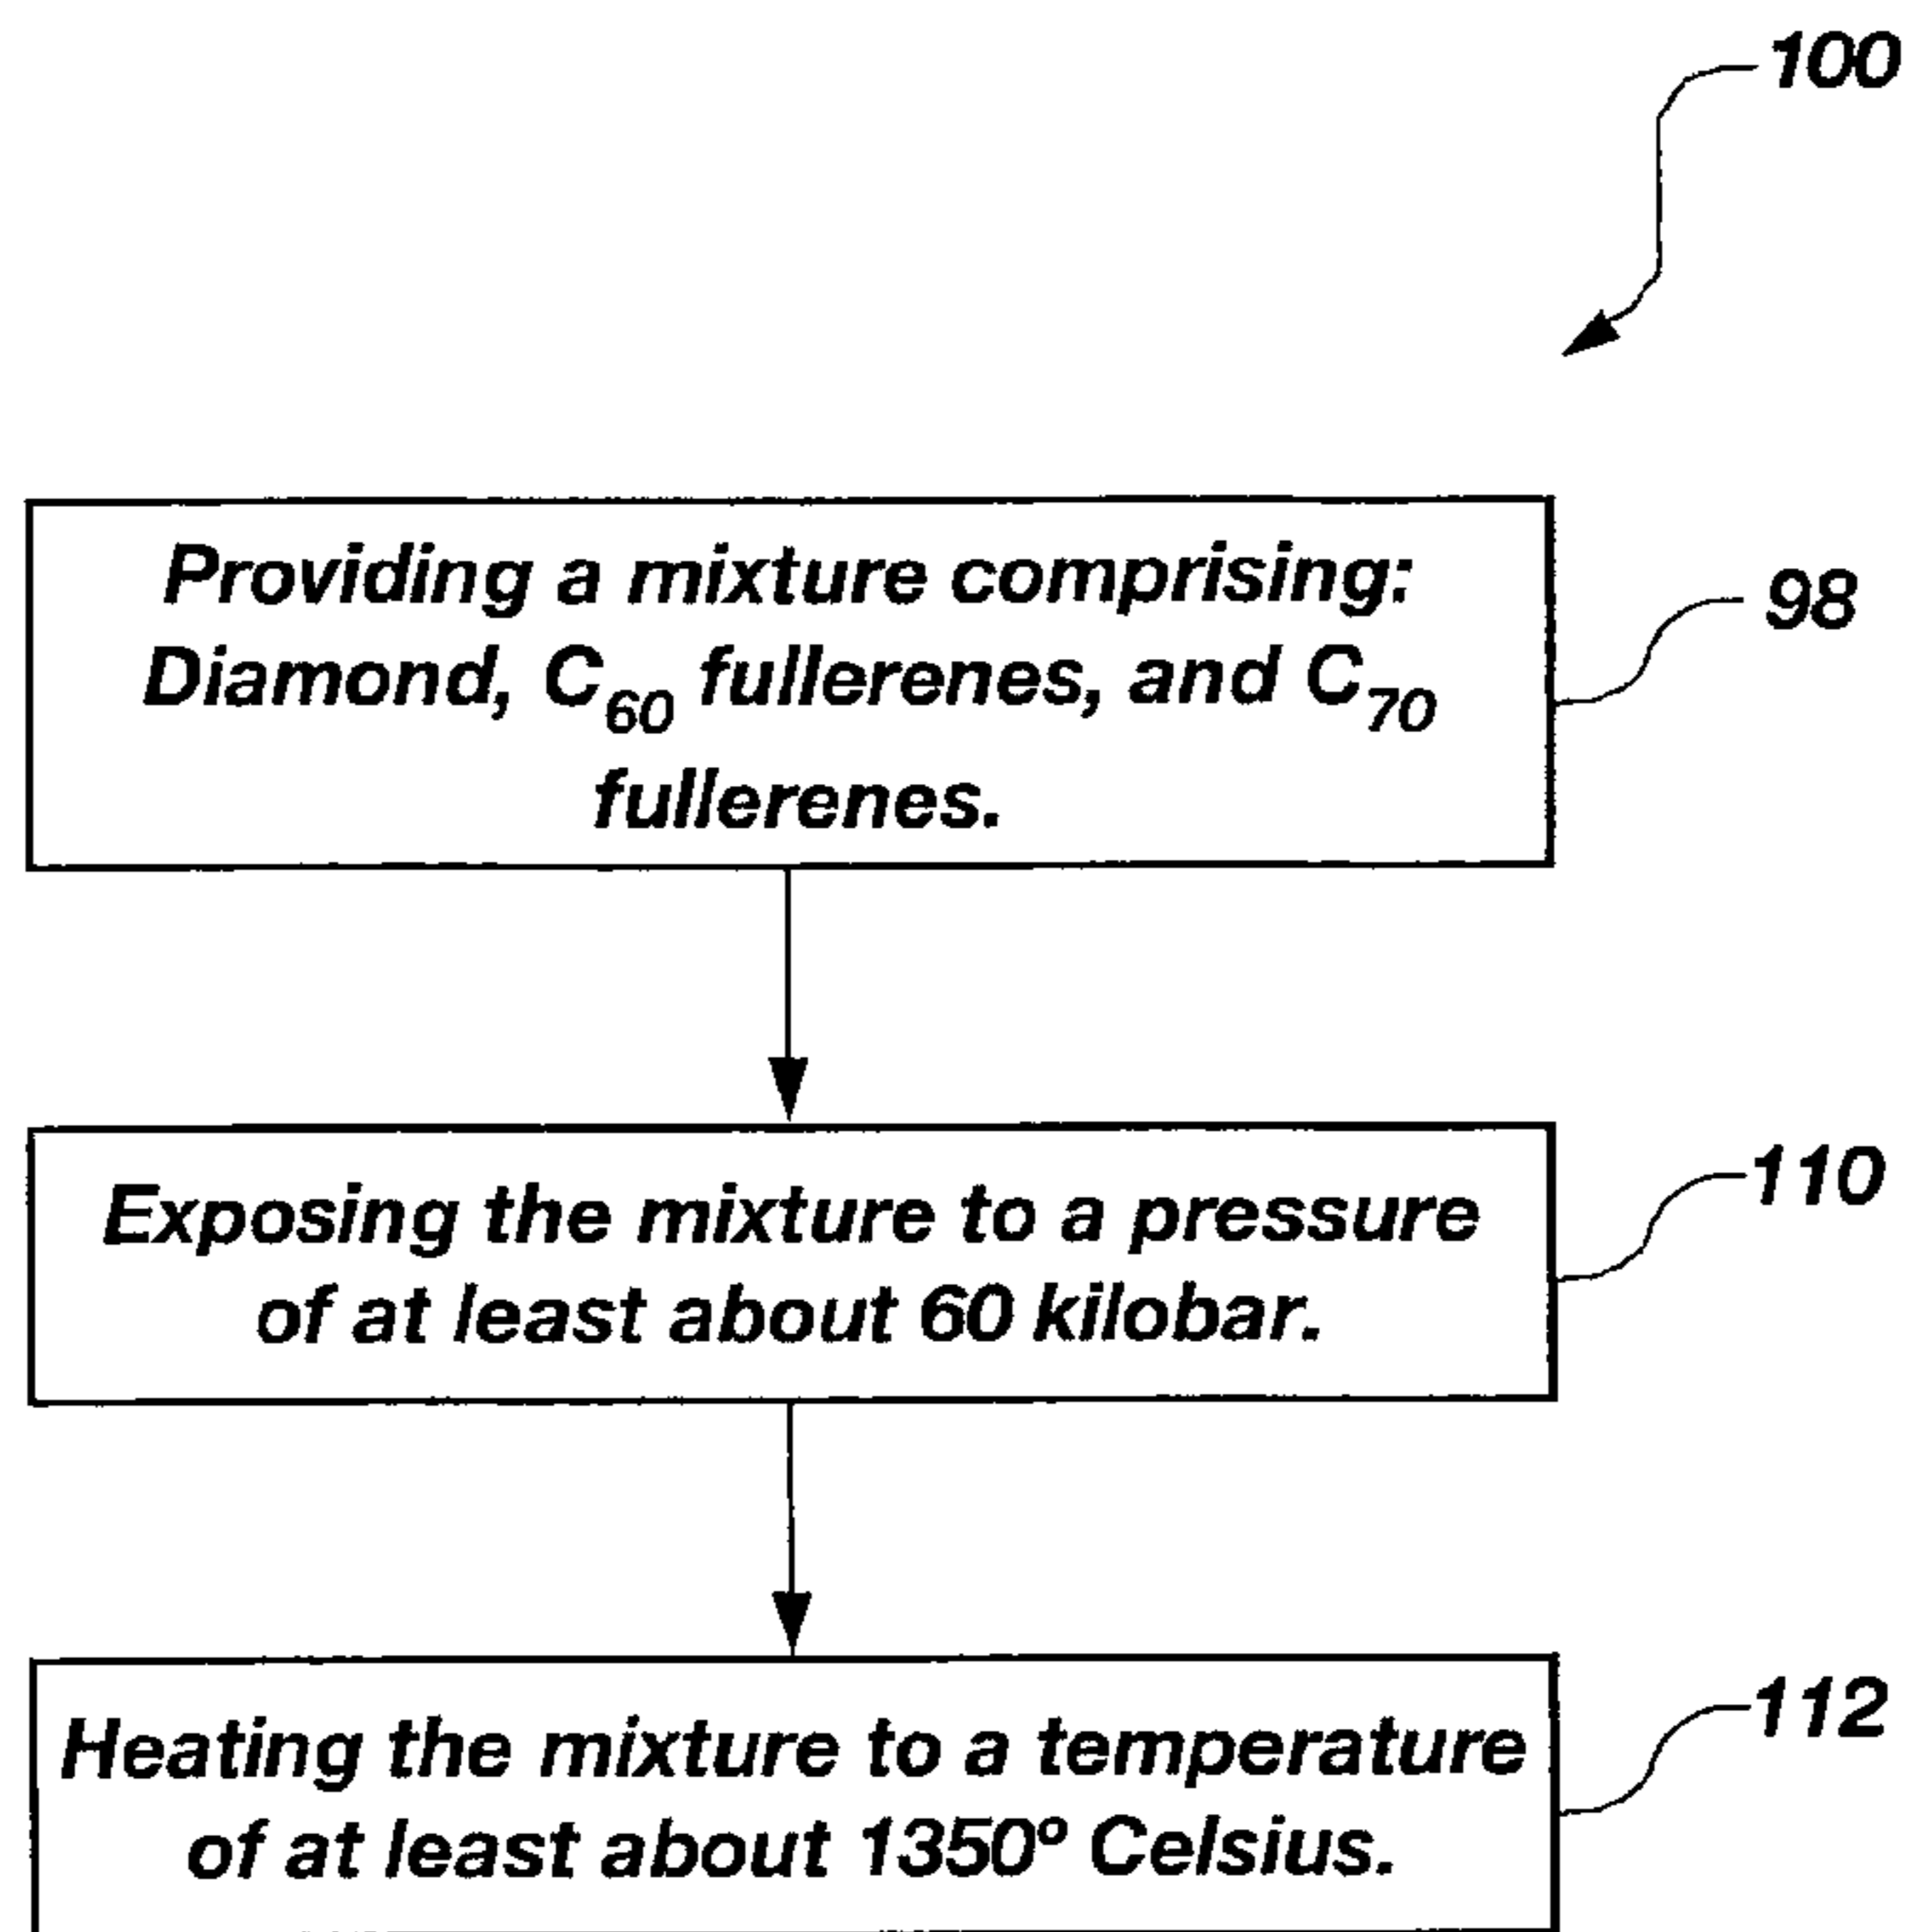 100
Providing a mixture comprising:
Diamond, C60 fullerenes, and C70
fullerenes.
98
Exposing the mixture to a pressure
of at least about 60 kilobar.
110
Heating the mixture to a temperature
of at least about 1350º Celsius.
112